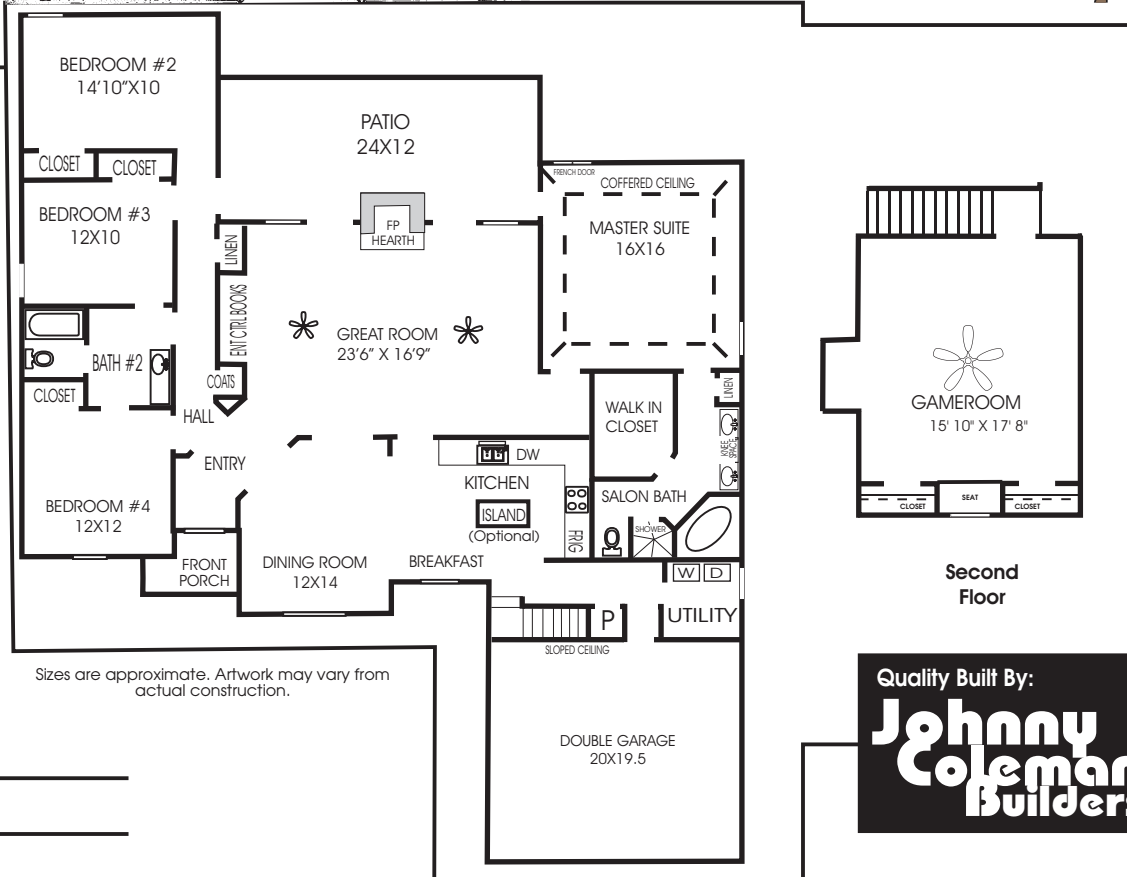 BEDROOM #2
14'10"X10
PATIO
24X12
CLOSET
CLOSET
FRENCH DOOR
COFFERED CEILING
BEDROOM #3
12X10
MASTER SUITE
16X16
FP
HEARTH
LINEN
ENT CTRL BOOKS
GREAT ROOM
23'6" X 16'9"
BATH #2
COATS
CLOSET
HALL
ENTRY
WALK IN
CLOSET
LINEN
KNEE
SPACE
DW
KITCHEN
ISLAND
(Optional)
FRIG
SALON BATH
SHOWER
BEDROOM #4
12X12
FRONT
PORCH
DINING ROOM
12X14
BREAKFAST
W D
P
UTILITY
SLOPED CEILING
DOUBLE GARAGE
20X19.5
Sizes are approximate. Artwork may vary from
actual construction.
GAMEROOM
15' 10" X 17' 8"
CLOSET
SEAT
CLOSET
Second
Floor
Quality Built By:
Johnny
Coleman
Builders